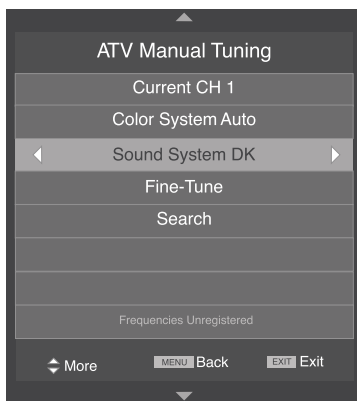 ATV Manual Tuning
Current CH 1
Color System Auto
Sound System DK
Fine-Tune
Search
Frequencies Unregistered
More MENU Back EXIT Exit